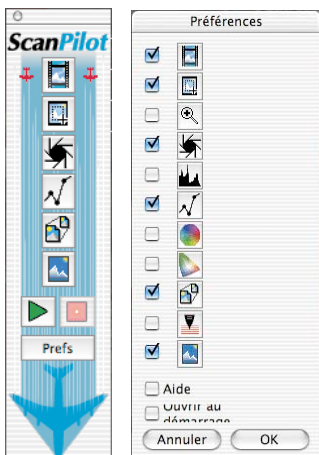 ScanPilot
Prefs
Préférences
Aide
Ouvrir au
démarrage
Annuler
OK